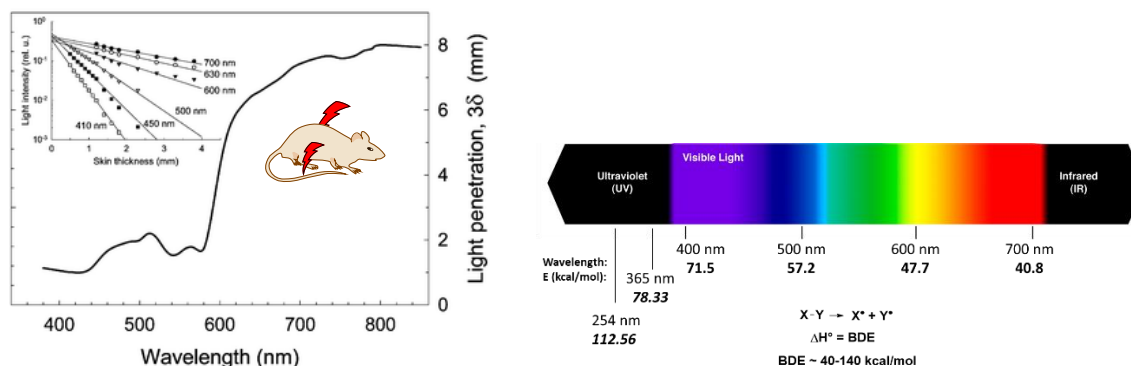 Light intensity (rel. u.)
10⁰
10⁻¹
10⁻²
10⁻³
0 1 2 3 4
Skin thickness (mm)
700 nm
630 nm
600 nm
500 nm
450 nm
410 nm
8
6
4
2
0
Light penetration, 3δ (mm)
400 500 600 700 800
Wavelength (nm)
Ultraviolet
(UV)
Visible Light
Infrared
(IR)
400 nm 500 nm 600 nm 700 nm
Wavelength: 71.5 57.2 47.7 40.8
E (kcal/mol):
365 nm
78.33
254 nm
112.56
X-Y → X• + Y•
ΔH° = BDE
BDE ~ 40-140 kcal/mol